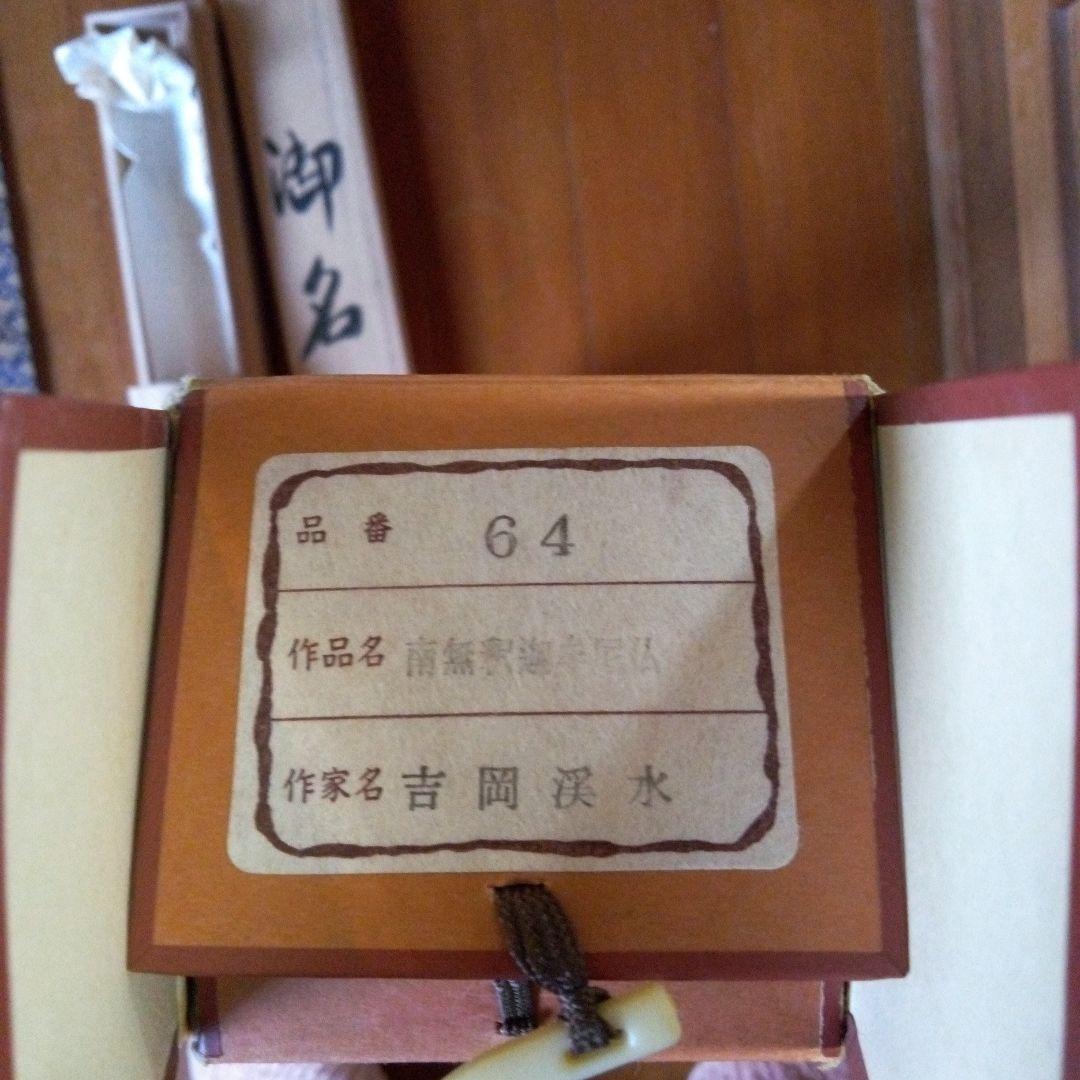 御名
品番 64
作品名 南無釈迦牟尼仏
作家名 吉岡渓水